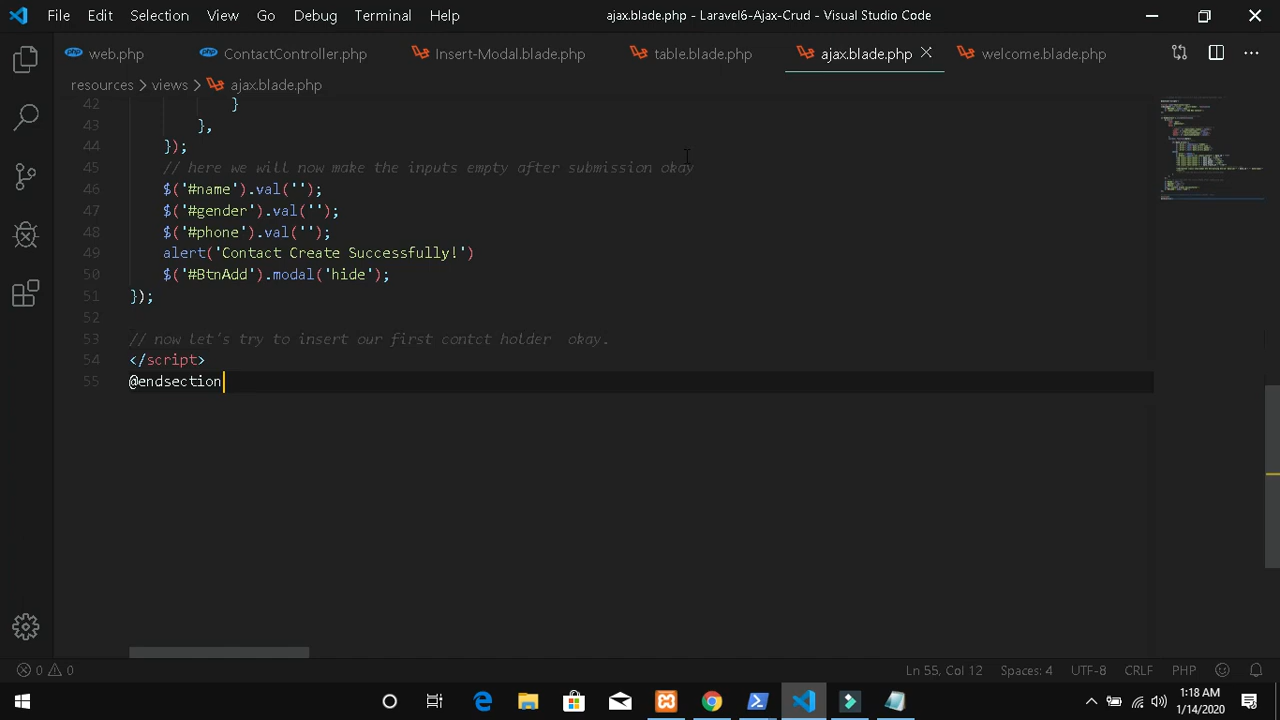 File Edit Selection View Go Debug Terminal Help ajax.blade.php - Laravel6-Ajax-Crud - Visual Studio Code
web.php ContactController.php Insert-Modal.blade.php table.blade.php ajax.blade.php welcome.blade.php
resources > views > ajax.blade.php
42 }
43 },
44 });
45 // here we will now make the inputs empty after submission okay
46 $('#name').val('');
47 $('#gender').val('');
48 $('#phone').val('');
49 alert('Contact Create Successfully!')
50 $('#BtnAdd').modal('hide');
51 });
52
53 // now let's try to insert our first contct holder  okay.
54 </script>
55 @endsection
0 0 Ln 55, Col 12 Spaces: 4 UTF-8 CRLF PHP
1:18 AM
1/14/2020